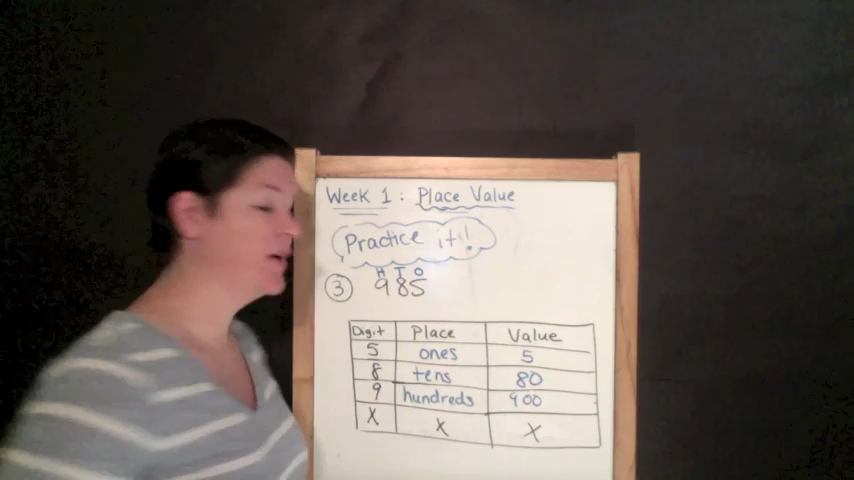 Week 1 : Place Value
Practice it!
H T O
3 985
Digit Place Value
5 ones 5
8 tens 80
9 hundreds 900
X X X